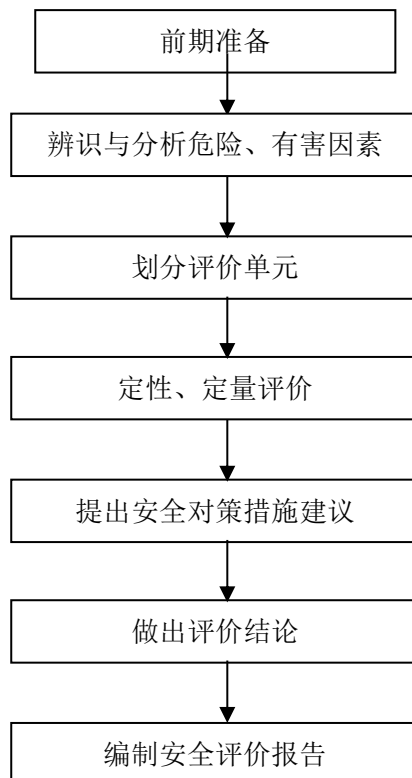 前期准备
辨识与分析危险、有害因素
划分评价单元
定性、定量评价
提出安全对策措施建议
做出评价结论
编制安全评价报告